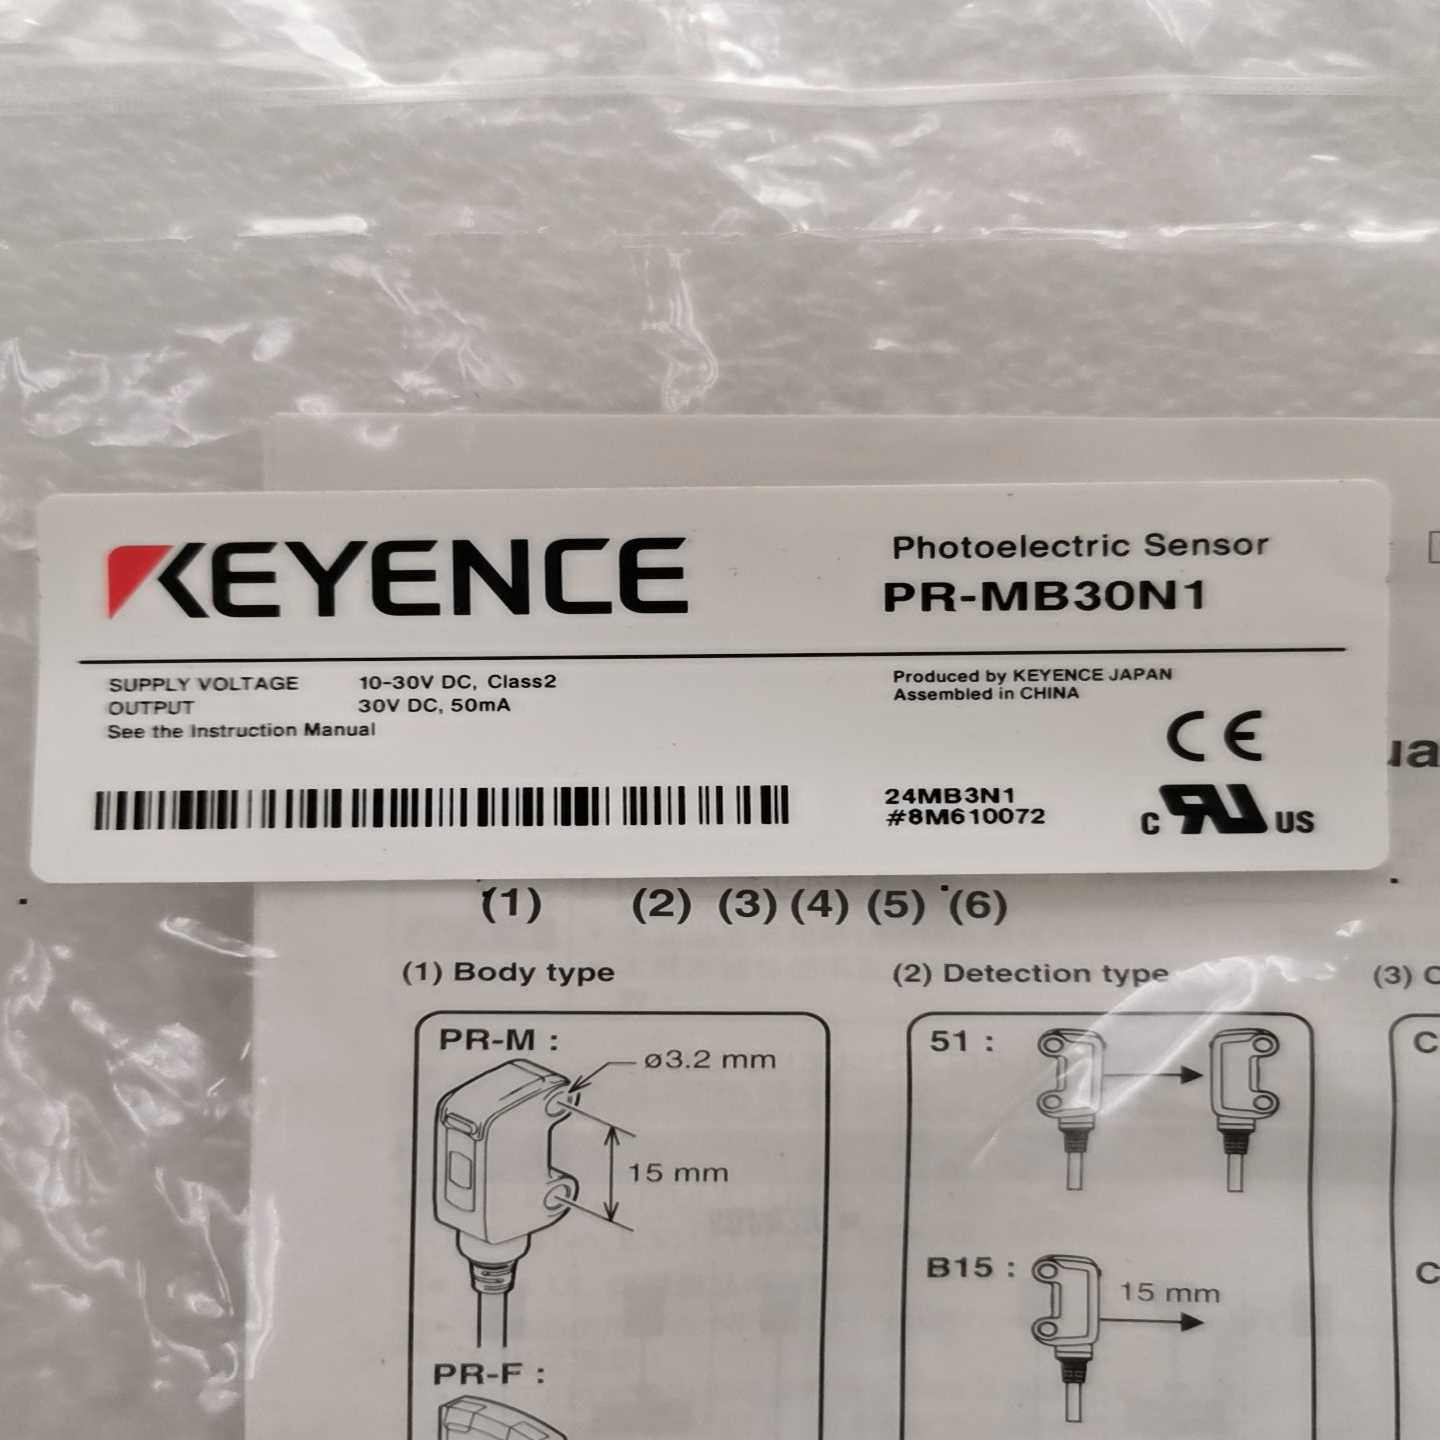 KEYENCE
Photoelectric Sensor
PR-MB30N1
SUPPLY VOLTAGE 10-30V DC, Class2
OUTPUT 30V DC, 50mA
See the Instruction Manual
Produced by KEYENCE JAPAN
Assembled in CHINA
CE
24MB3N1
#8M610072
c RU US
(1) (2) (3) (4) (5) (6)
(1) Body type
PR-M :
ø3.2 mm
15 mm
PR-F :
(2) Detection type
51 :
B15 :
15 mm
(3)